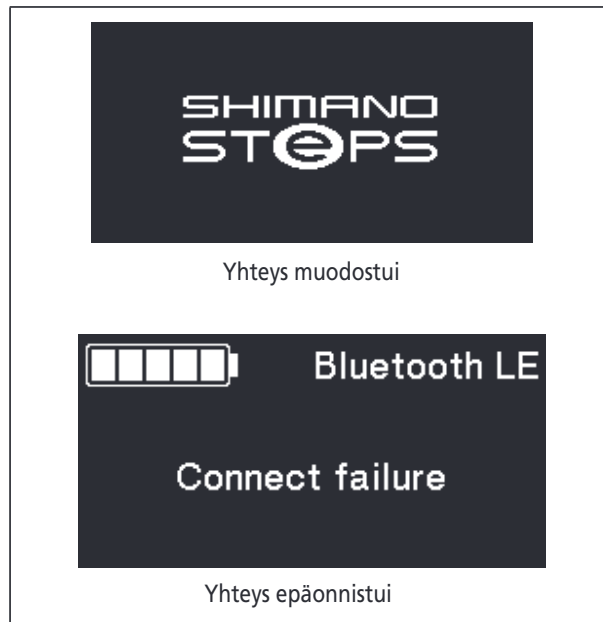 SHIMANO
STEPS
Yhteys muodostui
Bluetooth LE
Connect failure
Yhteys epäonnistui